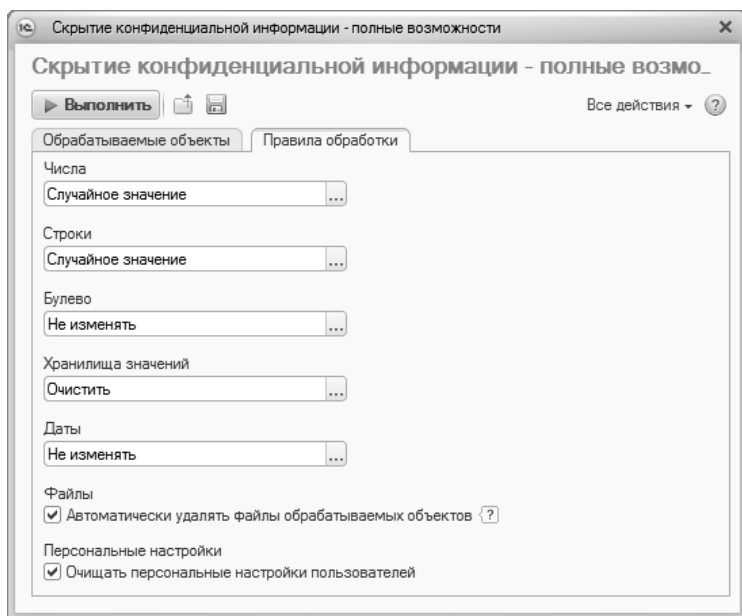 1С Скрытие конфиденциальной информации - полные возможности
Скрытие конфиденциальной информации - полные возмо...
Выполнить Все действия ?
Обрабатываемые объекты Правила обработки
Числа
Случайное значение ...
Строки
Случайное значение ...
Булево
Не изменять ...
Хранилища значений
Очистить ...
Даты
Не изменять ...
Файлы
Автоматически удалять файлы обрабатываемых объектов ?
Персональные настройки
Очищать персональные настройки пользователей